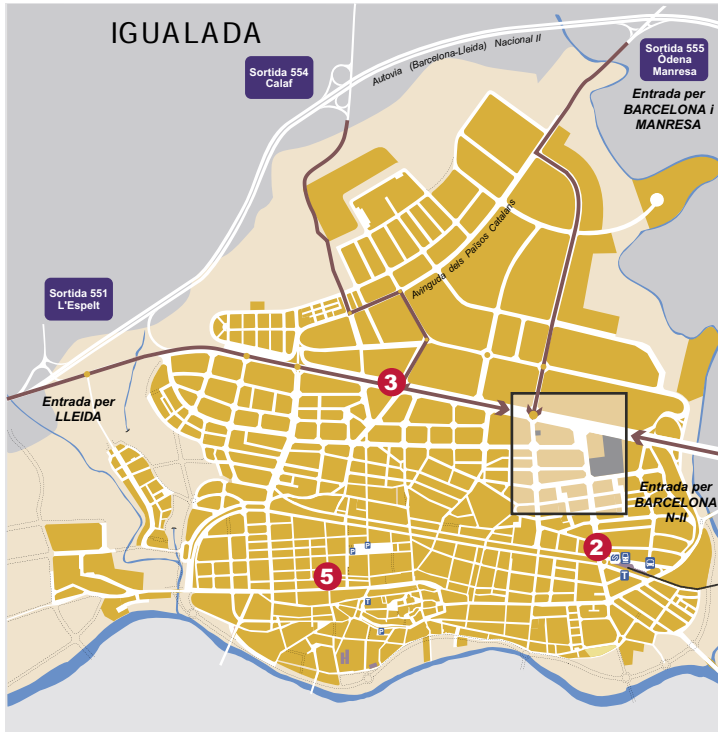 IGUALADA
Autovia (Barcelona-Lleida) Nacional II
Sortida 554
Calaf
Sortida 555
Òdena
Manresa
Entrada per
BARCELONA i
MANRESA
Avinguda dels Països Catalans
Sortida 551
L'Espelt
Entrada per
LLEIDA
3
Entrada per
BARCELONA
N-II
2
5
P
P
T
T
P